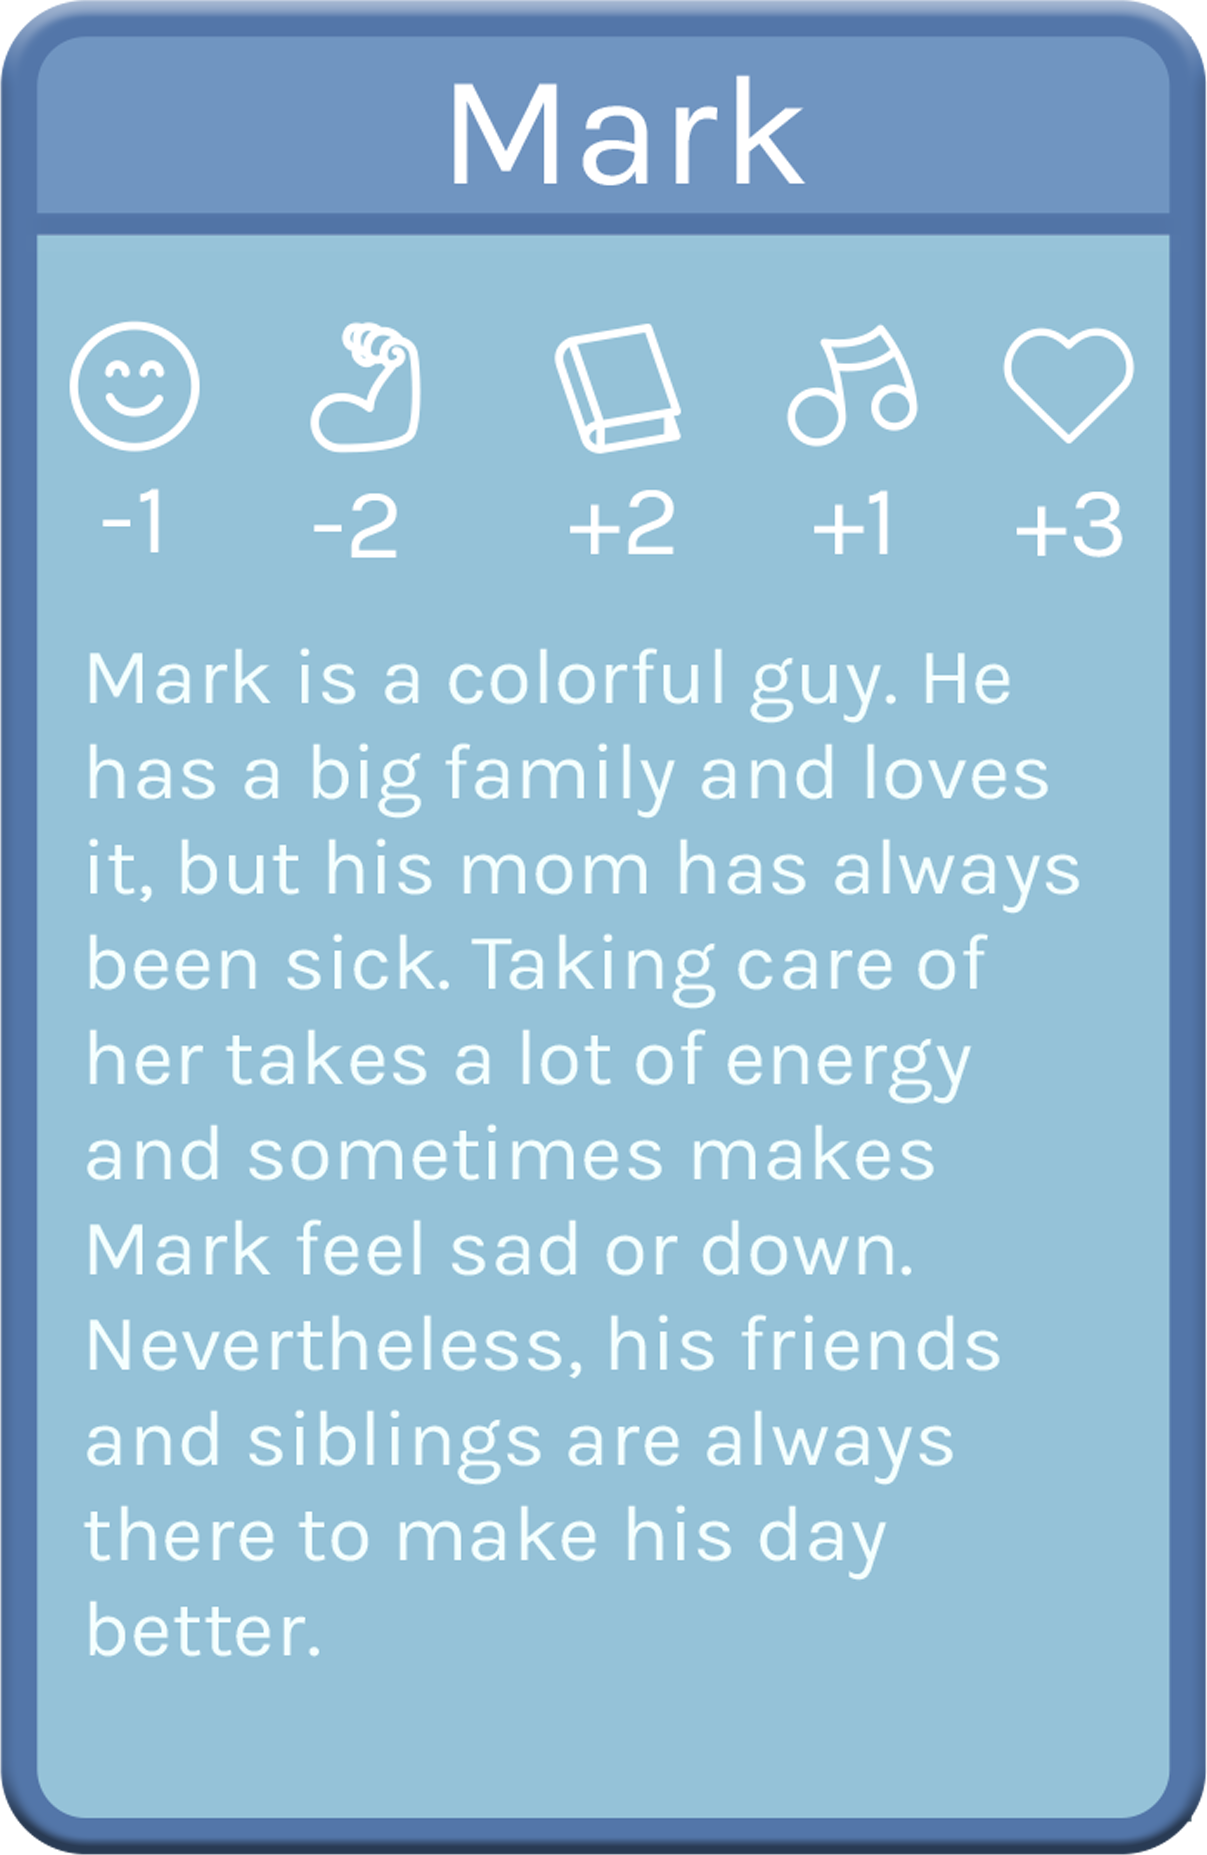 Mark
-1 -2 +2 +1 +3
Mark is a colorful guy. He
has a big family and loves
it, but his mom has always
been sick. Taking care of
her takes a lot of energy
and sometimes makes
Mark feel sad or down.
Nevertheless, his friends
and siblings are always
there to make his day
better.